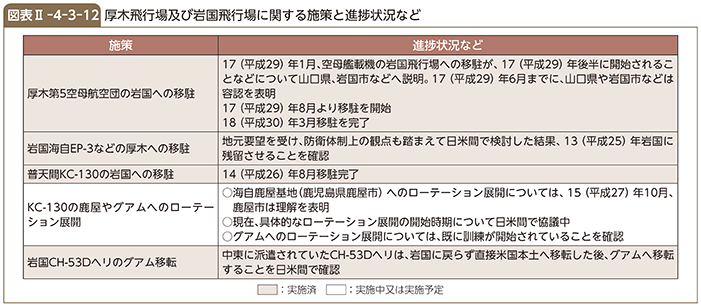 図表Ⅱ-4-3-12 厚木飛行場及び岩国飛行場に関する施策と進捗状況など
施策
進捗状況など
厚木第5空母航空団の岩国への移駐
17(平成29)年1月、空母艦載機の岩国飛行場への移駐が、17(平成29)年後半に開始されるこ
となどについて山口県、岩国市などへ説明。17(平成29)年6月までに、山口県や岩国市などは
容認を表明
17(平成29)年8月より移駐を開始
18(平成30)年3月移駐を完了
岩国海自EP-3などの厚木への移駐
地元要望を受け、防衛体制上の観点も踏まえて日米間で検討した結果、13(平成25)年岩国に
残留させることを確認
普天間KC-130の岩国への移駐
14(平成26)年8月移駐完了
KC-130の鹿屋やグアムへのローテー
ション展開
○海自鹿屋基地(鹿児島県鹿屋市)へのローテーション展開については、15(平成27)年10月、
鹿屋市は理解を表明
○現在、具体的なローテーション展開の開始時期について日米間で協議中
○グアムへのローテーション展開については、既に訓練が開始されていることを確認
岩国CH-53Dヘリのグアム移転
中東に派遣されていたCH-53Dヘリは、岩国に戻らず直接米国本土へ移転した後、グアムへ移転
することを日米間で確認
:実施済 :実施中又は実施予定